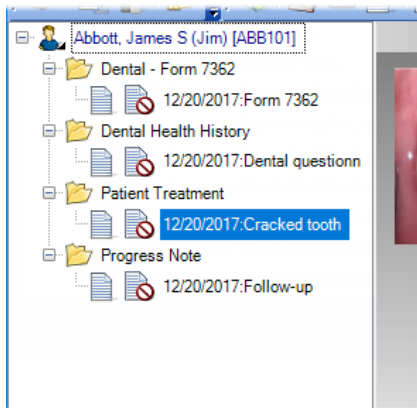 Abbott, James S (Jim) [ABB101]
Dental - Form 7362
12/20/2017:Form 7362
Dental Health History
12/20/2017:Dental questionn
Patient Treatment
12/20/2017:Cracked tooth
Progress Note
12/20/2017:Follow-up